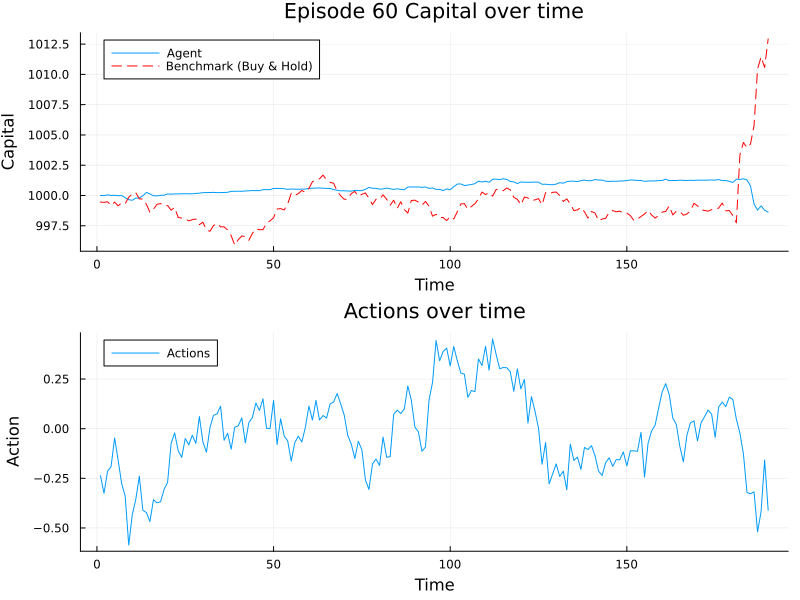 Episode 60 Capital over time
Capital
1012.5
1010.0
1007.5
1005.0
1002.5
1000.0
997.5
Agent
Benchmark (Buy & Hold)
0
50
100
150
Time
Actions over time
Action
0.25
0.00
−0.25
−0.50
Actions
0
50
100
150
Time